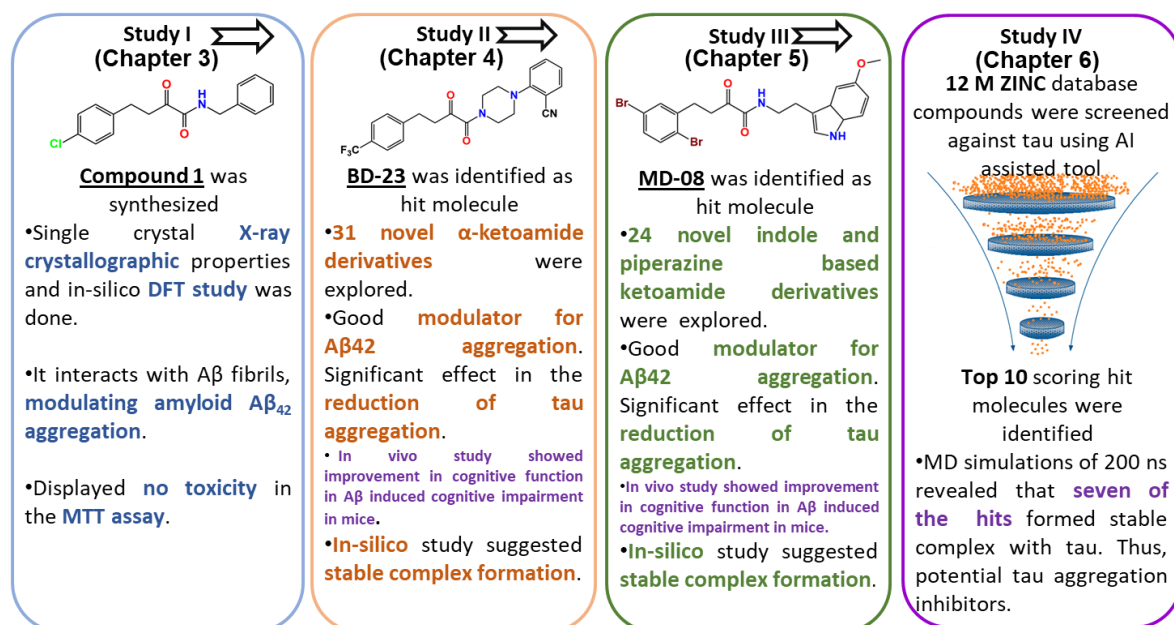 Study I
(Chapter 3)
O
H
N
O
Cl
Compound 1 was
synthesized
•Single crystal X-ray
crystallographic properties
and in-silico DFT study was
done.
•It interacts with Aβ fibrils,
modulating amyloid Aβ₄₂
aggregation.
•Displayed no toxicity in
the MTT assay.
Study II
(Chapter 4)
O
N
N
CN
O
F₃C
BD-23 was identified as
hit molecule
•31 novel α-ketoamide
derivatives were
explored.
•Good modulator for
Aβ42 aggregation.
Significant effect in the
reduction of tau
aggregation.
• In vivo study showed
improvement in cognitive function
in Aβ induced cognitive impairment
in mice.
•In-silico study suggested
stable complex formation.
Study III
(Chapter 5)
Br
O
H
N
O
Br
O
NH
MD-08 was identified as
hit molecule
•24 novel indole and
piperazine based
ketoamide derivatives
were explored.
•Good modulator for
Aβ42 aggregation.
Significant effect in the
reduction of tau
aggregation.
•In vivo study showed improvement
in cognitive function in Aβ induced
cognitive impairment in mice.
•In-silico study suggested
stable complex formation.
Study IV
(Chapter 6)
12 M ZINC database
compounds were screened
against tau using AI
assisted tool
Top 10 scoring hit
molecules were
identified
•MD simulations of 200 ns
revealed that seven of
the hits formed stable
complex with tau. Thus,
potential tau aggregation
inhibitors.